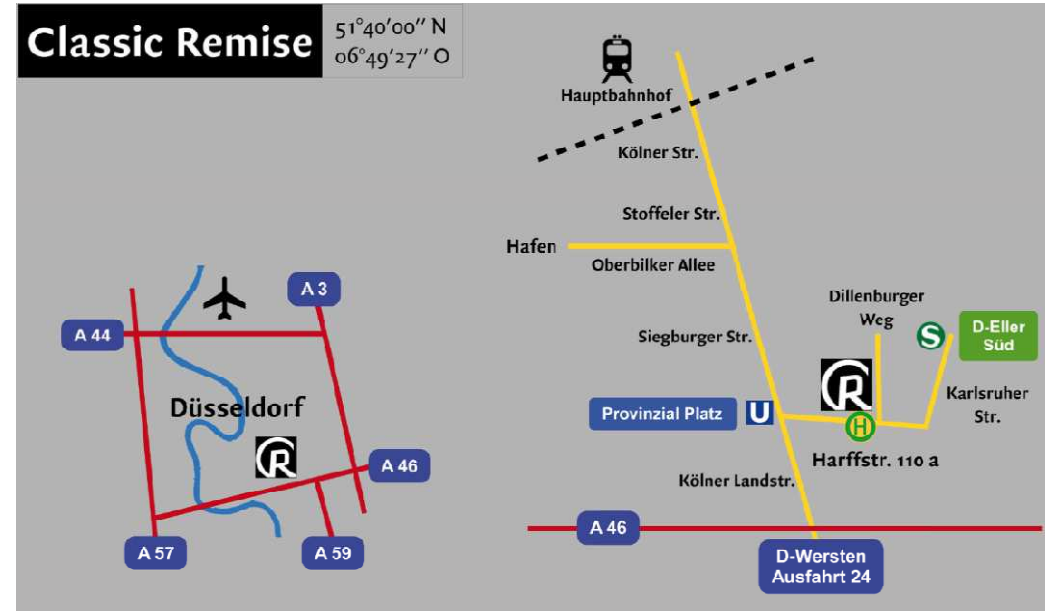 Classic Remise
51°40'00'' N
06°49'27'' O
A 3
A 44
Düsseldorf
R
A 46
A 57
A 59
Hauptbahnhof
Kölner Str.
Stoffeler Str.
Hafen
Oberbilker Allee
Dillenburger
Weg
Siegburger Str.
S
D-Eller
Süd
R
Karlsruher
Str.
Provinzial Platz
U
H
Harffstr. 110 a
Kölner Landstr.
A 46
D-Wersten
Ausfahrt 24